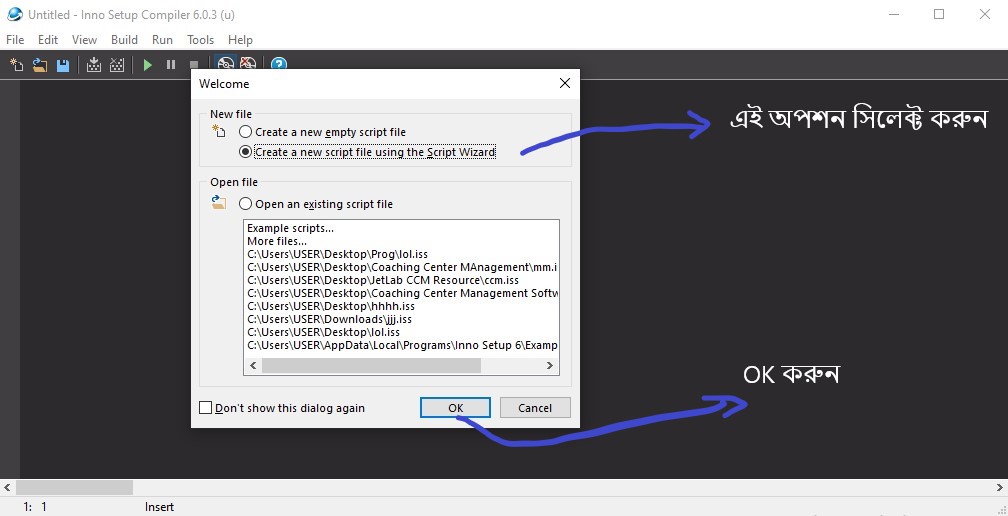 Untitled - Inno Setup Compiler 6.0.3 (u)
File Edit View Build Run Tools Help
Welcome
New file
Create a new empty script file
Create a new script file using the Script Wizard
এই অপশন সিলেক্ট করুন
Open file
Open an existing script file
Example scripts...
More files...
C:\Users\USER\Desktop\Prog\lol.iss
C:\Users\USER\Desktop\Coaching Center MAnagement\mm.i
C:\Users\USER\Desktop\JetLab CCM Resource\ccm.iss
C:\Users\USER\Desktop\Coaching Center Management Softw
C:\Users\USER\Desktop\hhhh.iss
C:\Users\USER\Downloads\jjj.iss
C:\Users\USER\Desktop\lol.iss
C:\Users\USER\AppData\Local\Programs\Inno Setup 6\Examp
OK করুন
Don't show this dialog again
OK Cancel
1: 1 Insert